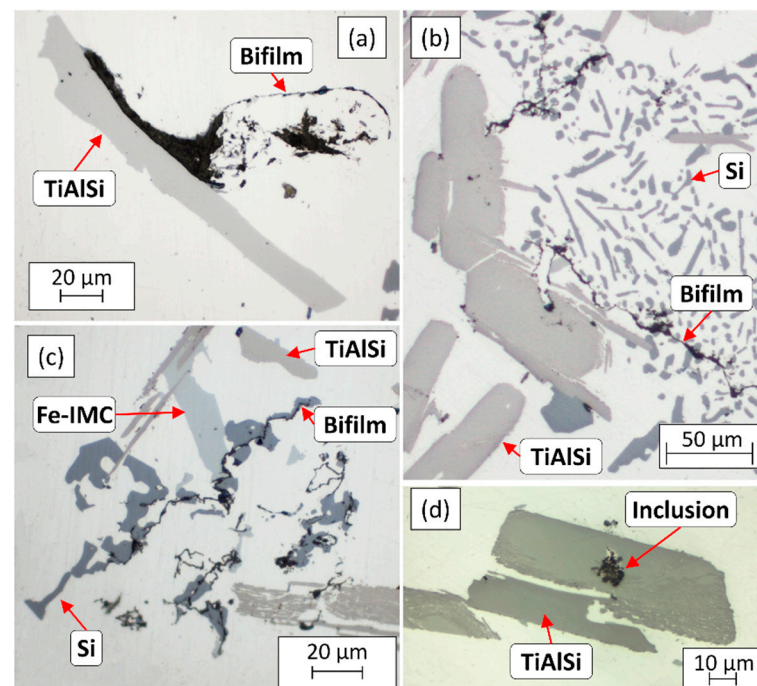 (a)
Bifilm
TiAlSi
20 µm
(b)
Si
Bifilm
TiAlSi
50 µm
(c)
TiAlSi
Fe-IMC
Bifilm
Si
20 µm
(d)
Inclusion
TiAlSi
10 µm